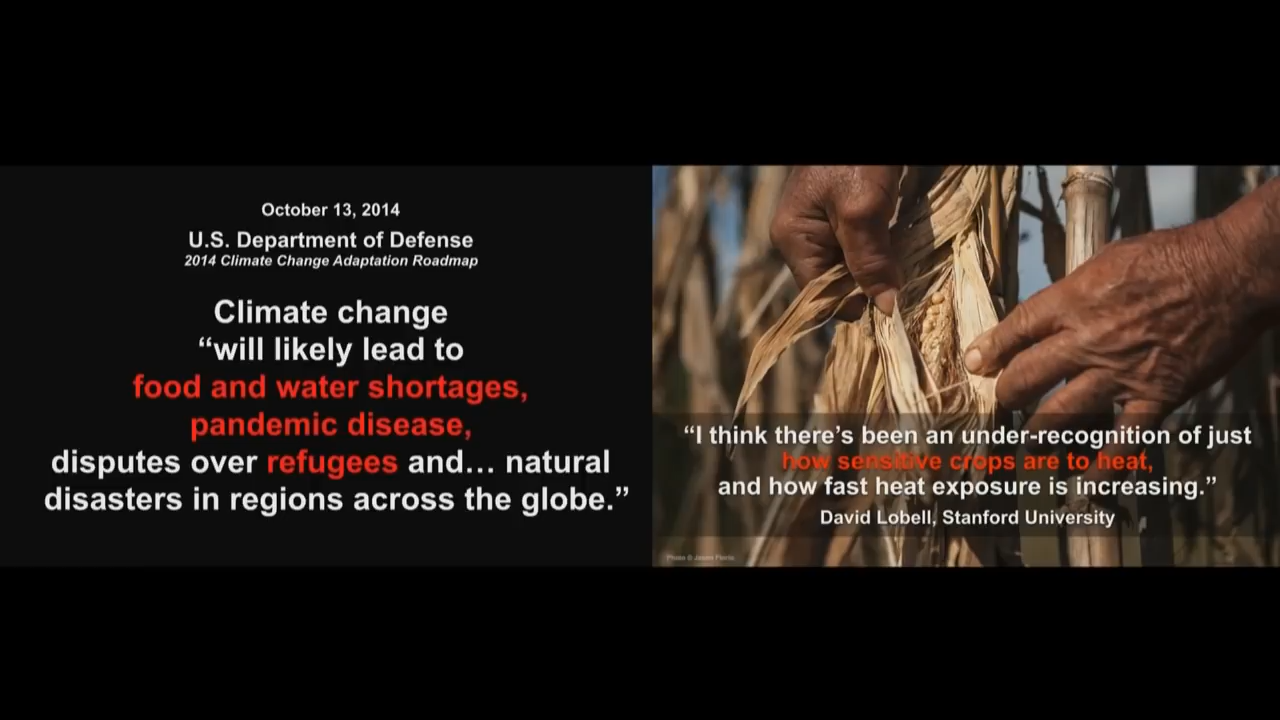 October 13, 2014
U.S. Department of Defense
2014 Climate Change Adaptation Roadmap
Climate change
“will likely lead to
food and water shortages,
pandemic disease,
disputes over refugees and… natural
disasters in regions across the globe.”
“I think there’s been an under-recognition of just
how sensitive crops are to heat,
and how fast heat exposure is increasing.”
David Lobell, Stanford University
Photo ©